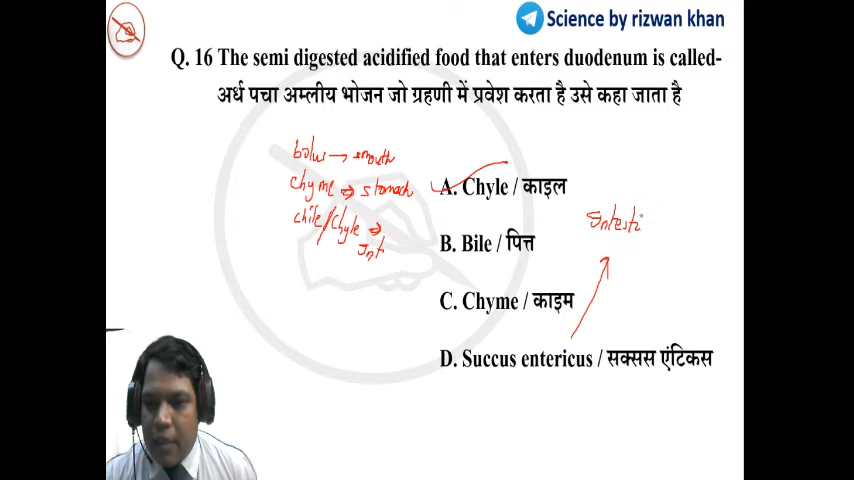 Science by rizwan khan
Q. 16 The semi digested acidified food that enters duodenum is called-
अर्ध पचा अम्लीय भोजन जो ग्रहणी में प्रवेश करता है उसे कहा जाता है
bolus → mouth
chyme ⇒ stomach
chile/Chyle ⇒
Int
A. Chyle / काइल
Intesti
B. Bile / पित्त
C. Chyme / काइम
D. Succus entericus / सक्सस एंटिकस